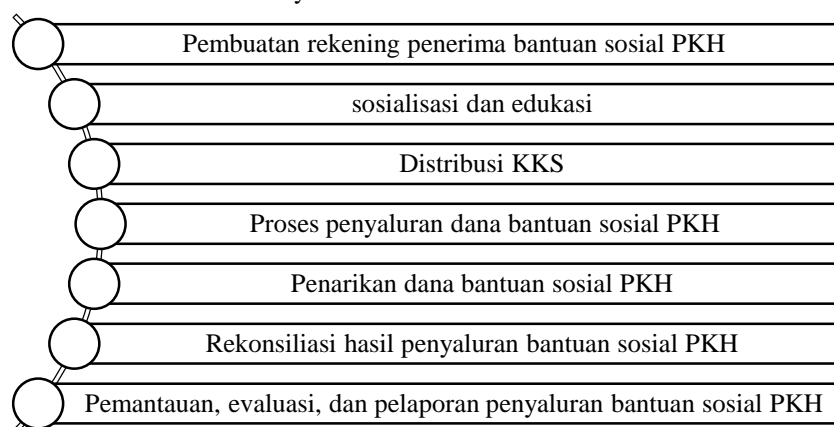 Pembuatan rekening penerima bantuan sosial PKH
sosialisasi dan edukasi
Distribusi KKS
Proses penyaluran dana bantuan sosial PKH
Penarikan dana bantuan sosial PKH
Rekonsiliasi hasil penyaluran bantuan sosial PKH
Pemantauan, evaluasi, dan pelaporan penyaluran bantuan sosial PKH